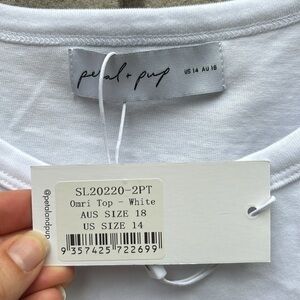 petal + pup
US 14 AU 18
@petalandpup
SL20220-2PT
Omri Top - White
AUS SIZE 18
US SIZE 14
9 357425 722699